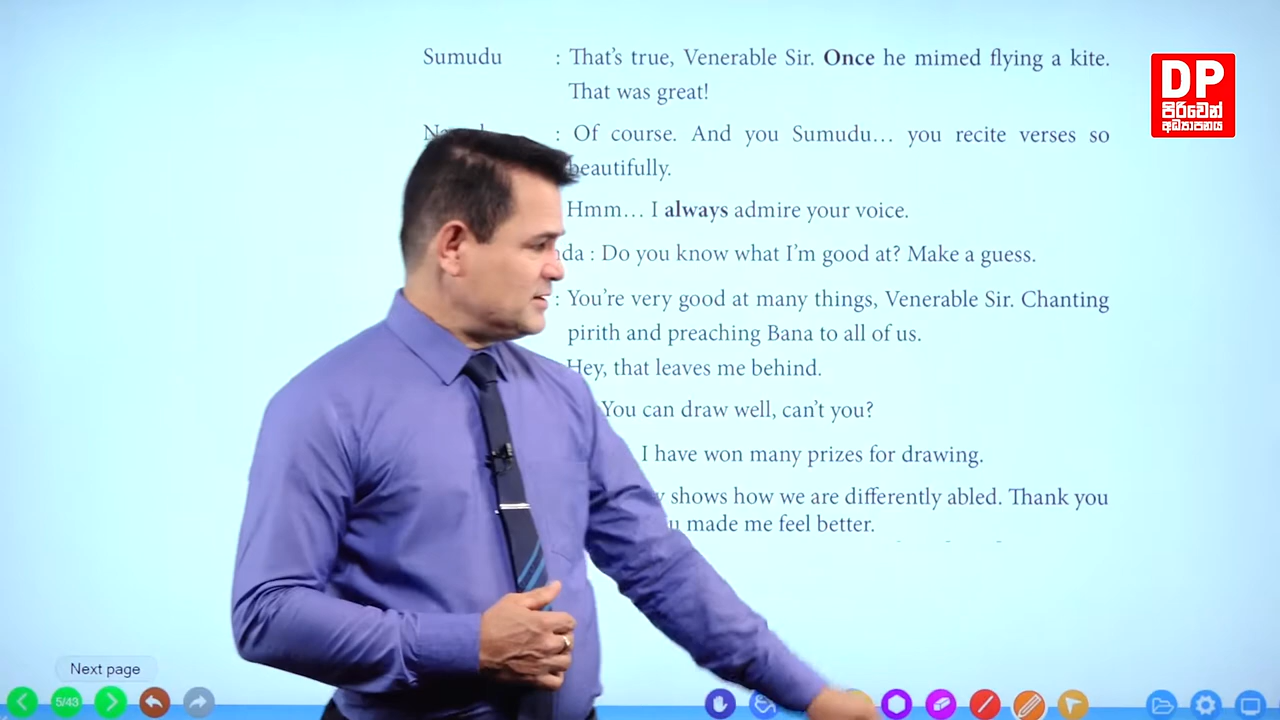 Sumudu : That's true, Venerable Sir. Once he mimed flying a kite.
That was great!
: Of course. And you Sumudu… you recite verses so
beautifully.
Hmm… I always admire your voice.
da : Do you know what I'm good at? Make a guess.
: You're very good at many things, Venerable Sir. Chanting
pirith and preaching Bana to all of us.
Hey, that leaves me behind.
You can draw well, can't you?
I have won many prizes for drawing.
shows how we are differently abled. Thank you
made me feel better.
DP
පිරිවෙන්
අධ්‍යාපනය
Next page
5/43